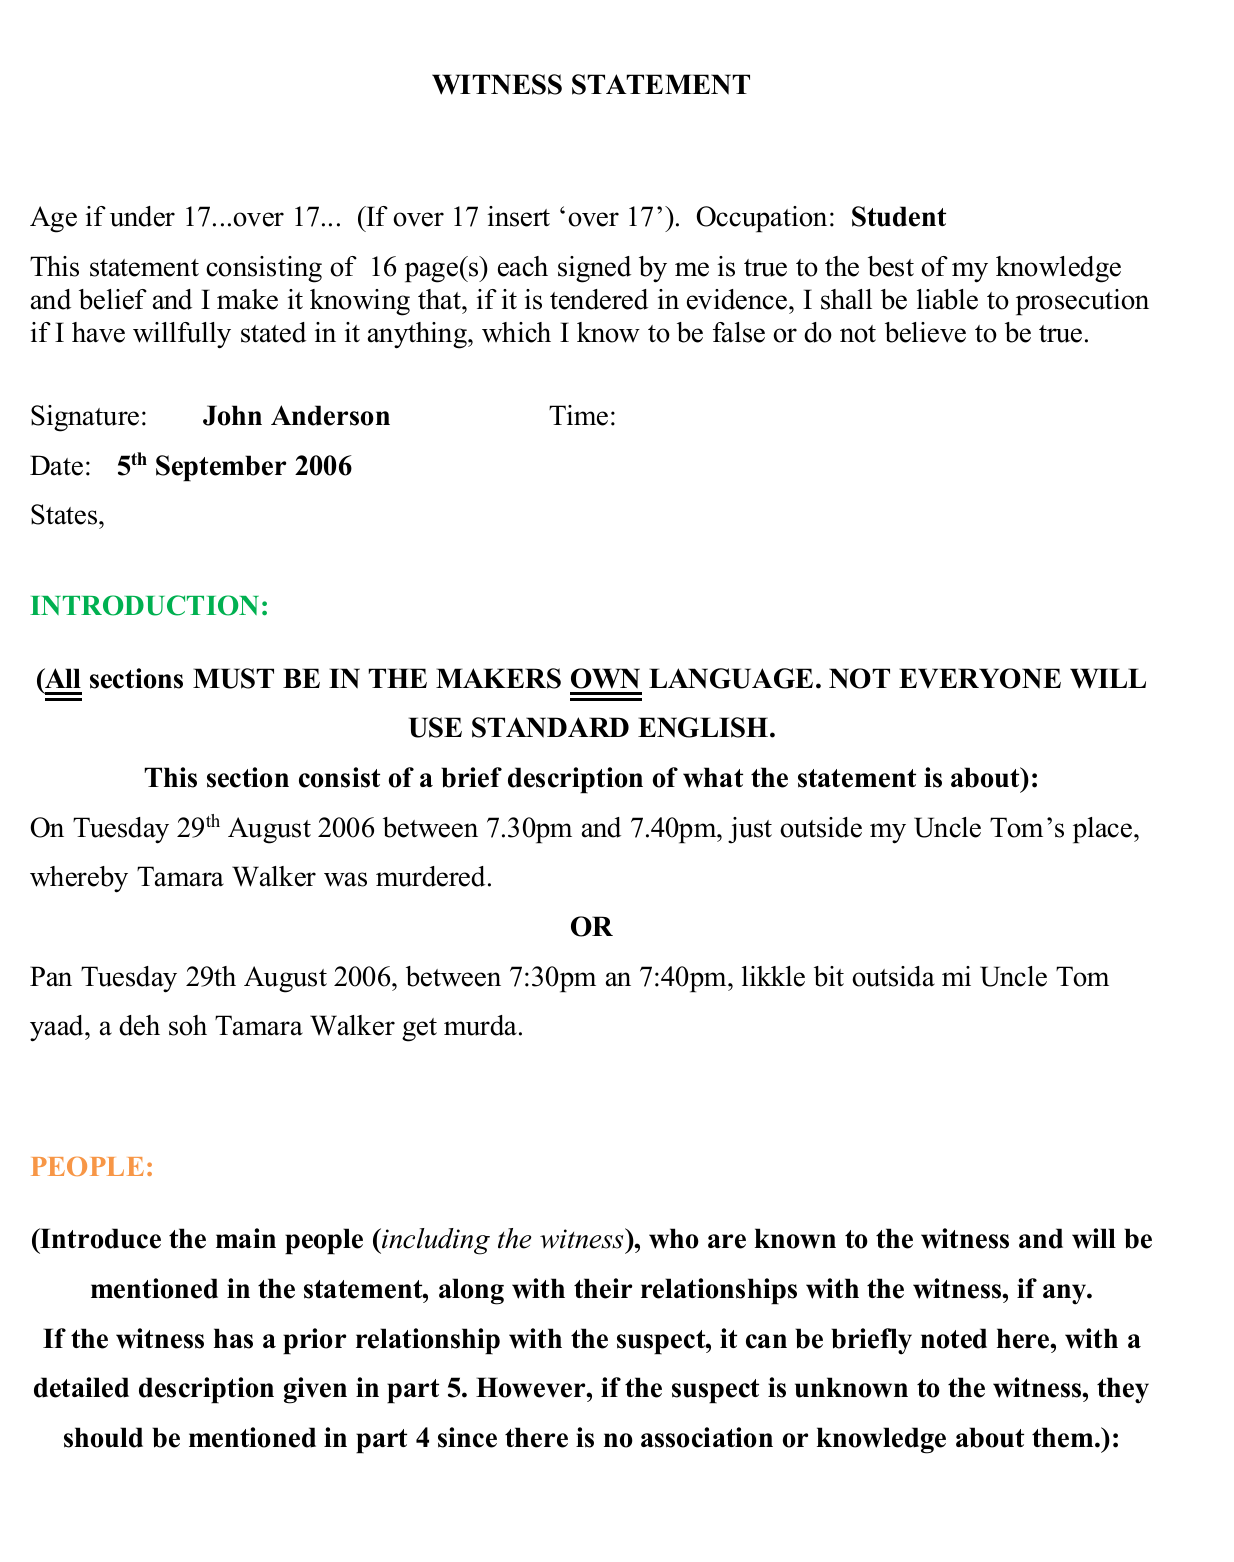 WITNESS STATEMENT
Age if under 17...over 17... (If over 17 insert ‘over 17’). Occupation: Student
This statement consisting of 16 page(s) each signed by me is true to the best of my knowledge
and belief and I make it knowing that, if it is tendered in evidence, I shall be liable to prosecution
if I have willfully stated in it anything, which I know to be false or do not believe to be true.
Signature: John Anderson Time:
Date: 5th September 2006
States,
INTRODUCTION:
(All sections MUST BE IN THE MAKERS OWN LANGUAGE. NOT EVERYONE WILL
USE STANDARD ENGLISH.
This section consist of a brief description of what the statement is about):
On Tuesday 29th August 2006 between 7.30pm and 7.40pm, just outside my Uncle Tom’s place,
whereby Tamara Walker was murdered.
OR
Pan Tuesday 29th August 2006, between 7:30pm an 7:40pm, likkle bit outsida mi Uncle Tom
yaad, a deh soh Tamara Walker get murda.
PEOPLE:
(Introduce the main people (including the witness), who are known to the witness and will be
mentioned in the statement, along with their relationships with the witness, if any.
If the witness has a prior relationship with the suspect, it can be briefly noted here, with a
detailed description given in part 5. However, if the suspect is unknown to the witness, they
should be mentioned in part 4 since there is no association or knowledge about them.):